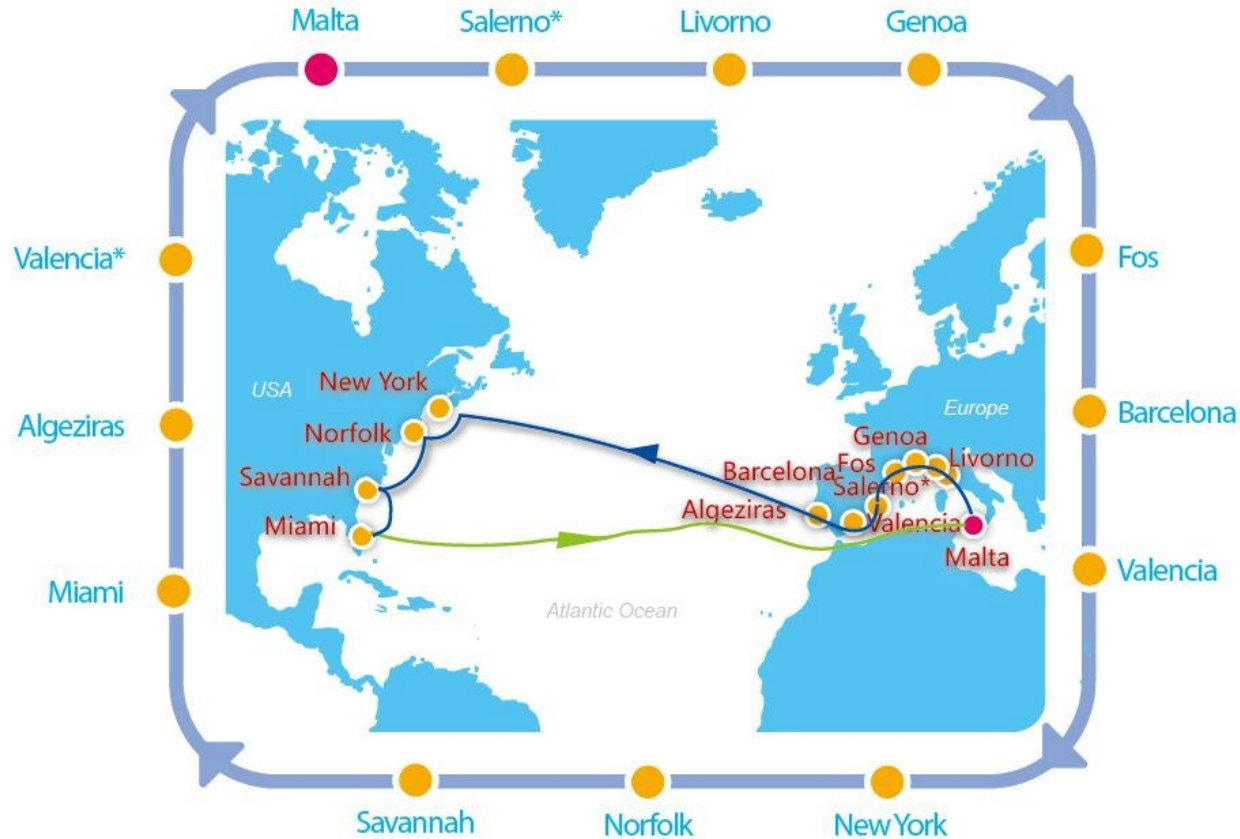 Malta
Salerno*
Livorno
Genoa
Valencia*
Fos
USA
New York
Europe
Algeziras
Norfolk
Genoa
Barcelona
Barcelona
Fos
Livorno
Savannah
Salerno*
Algeziras
Miami
Valencia
Malta
Valencia
Miami
Atlantic Ocean
Savannah
Norfolk
New York